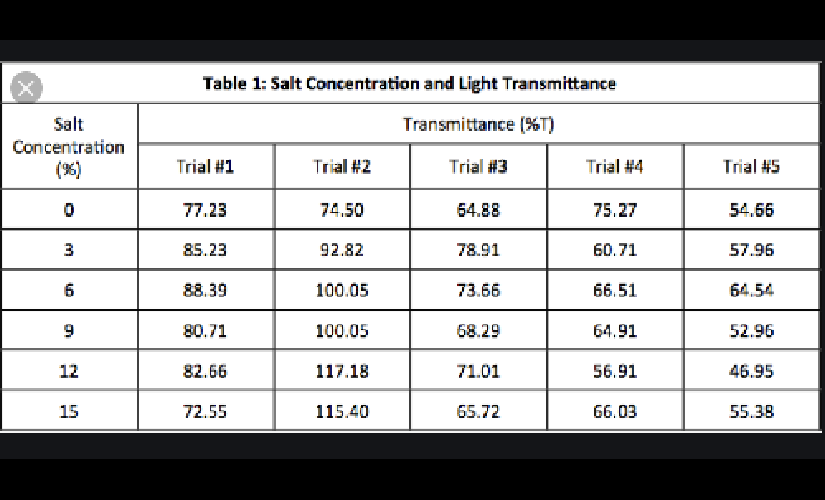 Table 1: Salt Concentration and Light Transmittance
Salt Concentration (%) Transmittance (%T)
Trial #1 Trial #2 Trial #3 Trial #4 Trial #5
0 77.23 74.50 64.88 75.27 54.66
3 85.23 92.82 78.91 60.71 57.96
6 88.39 100.05 73.66 66.51 64.54
9 80.71 100.05 68.29 64.91 52.96
12 82.66 117.18 71.01 56.91 46.95
15 72.55 115.40 65.72 66.03 55.38